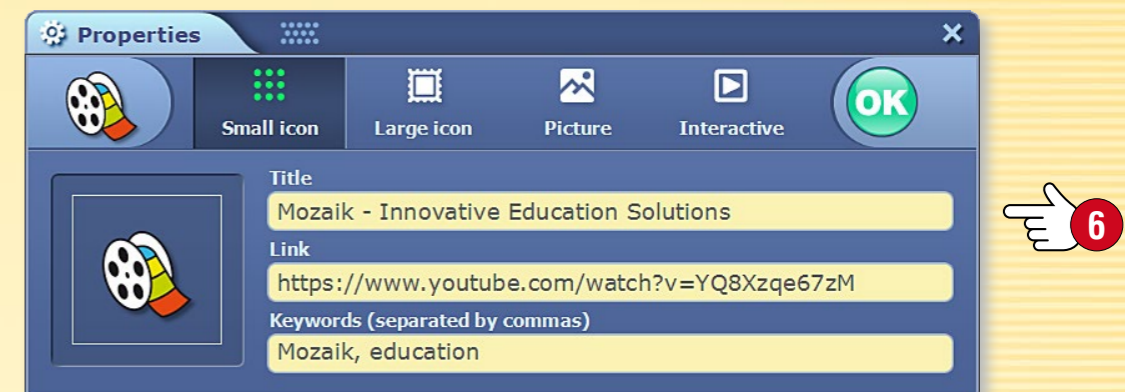 Properties
Small icon
Large icon
Picture
Interactive
OK
Title
Mozaik - Innovative Education Solutions
6
Link
https://www.youtube.com/watch?v=YQ8Xzqe67zM
Keywords (separated by commas)
Mozaik, education